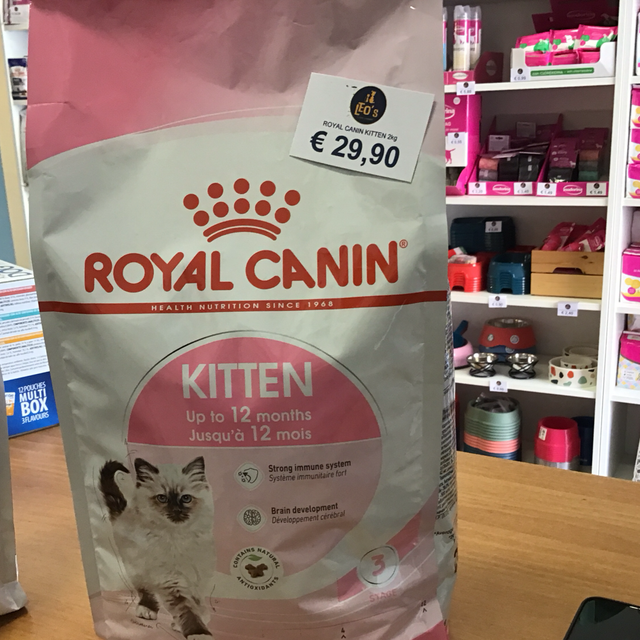 LEO'S
ROYAL CANIN KITTEN 2kg
€ 29,90
ROYAL CANIN®
HEALTH NUTRITION SINCE 1968
KITTEN
Up to 12 months
Jusqu'à 12 mois
Strong immune system
Système immunitaire fort
Brain development
Développement cérébral
CONTAINS NATURAL
ANTIOXIDANTS
3
12 POUCHES
MULTI
BOX
3 FLAVOURS